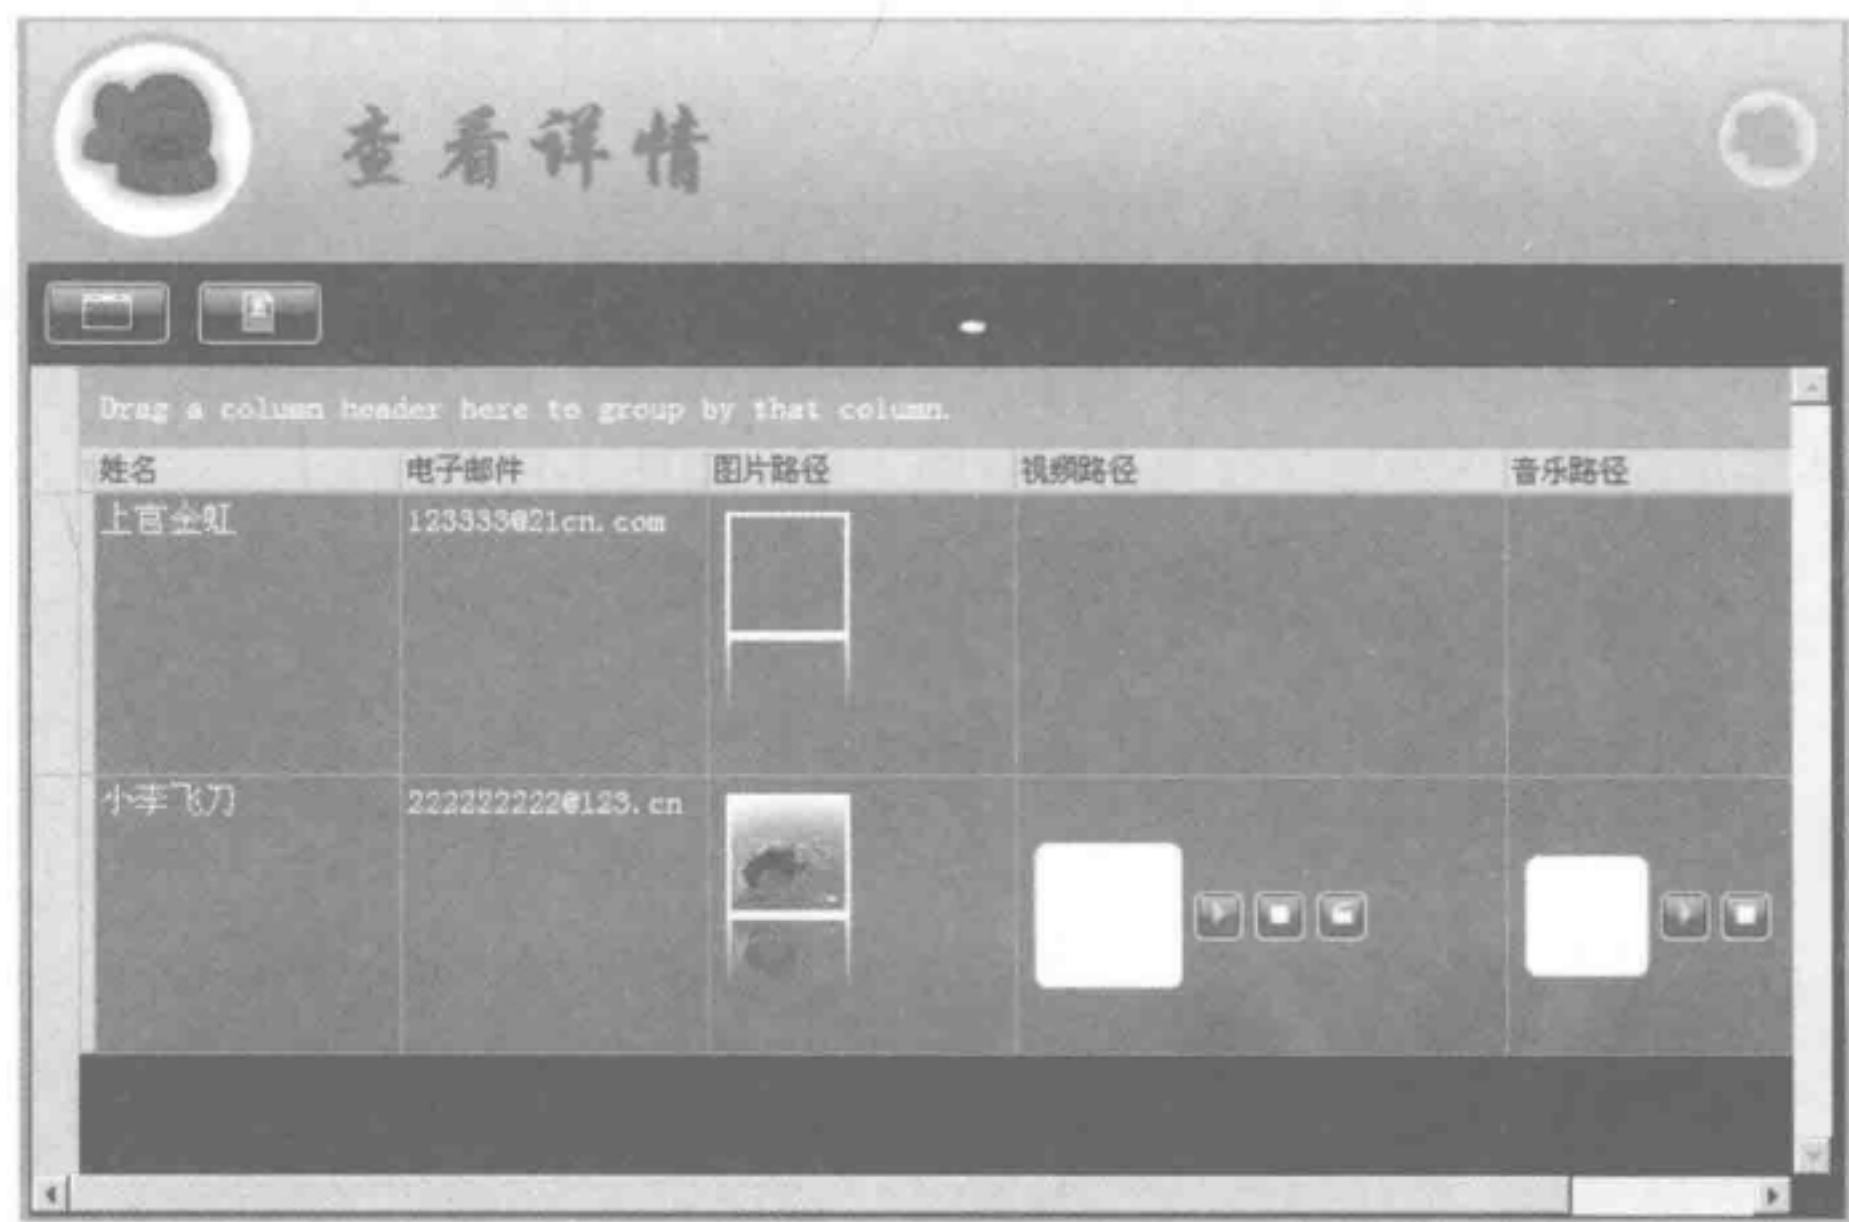 查看详情
Drag a column header here to group by that column.
姓名 电子邮件 图片路径 视频路径 音乐路径
上官金虹 123333@21cn.com
小李飞刀 222222222@123.cn